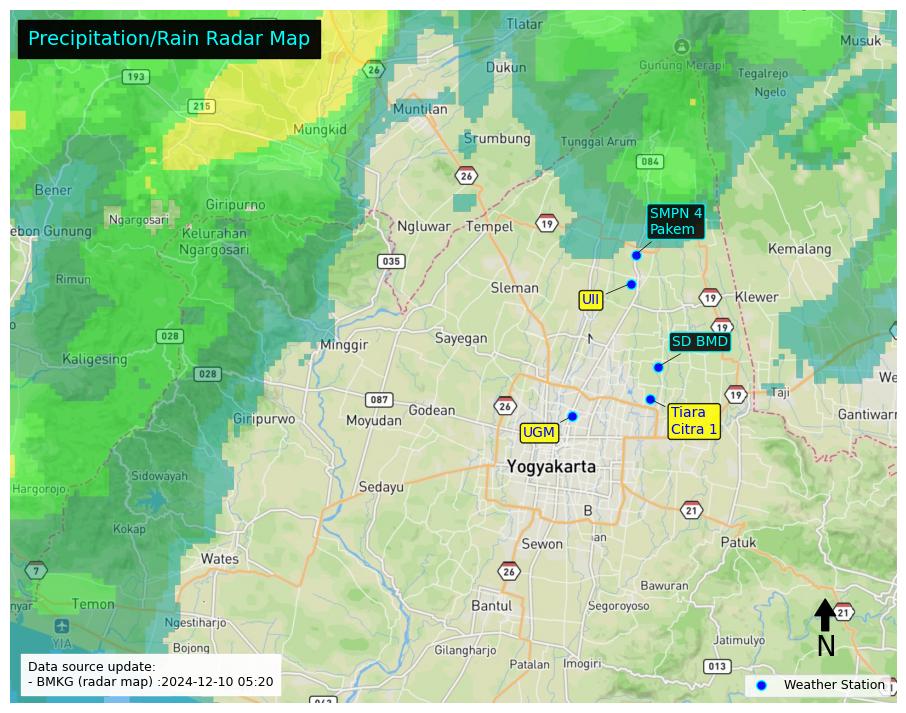 Precipitation/Rain Radar Map
Tlatar
Musuk
Gunung Merapi
Dukun
26
193
Tegalrejo
Ngelo
215
Muntilan
Mungkid
Srumbung
Tunggal Arum
084
26
Bener
Giripurno
Ngargosari
SMPN 4
Pakem
ebon Gunung
Kelurahan
Ngargosari
Ngluwar
Tempel
19
Kemalang
035
Rimun
Sleman
UII
19
Klewer
19
028
Minggir
Sayegan
N
SD BMD
Kaligesing
028
We
087
Taji
19
Giripurwo
Godean
26
Moyudan
Tiara
Citra 1
Gantiwarn
UGM
Yogyakarta
Sidowayah
Hargorojo
Sedayu
B
21
Kokap
an
Wates
Sewon
Patuk
7
26
Bawuran
nyar
Temon
Bantul
Segoroyoso
21
YIA
Ngestiharjo
N
Bojong
Gilangharjo
Jatimulyo
Patalan
Imogiri
013
Data source update:
- BMKG (radar map) :2024-12-10 05:20
Weather Station